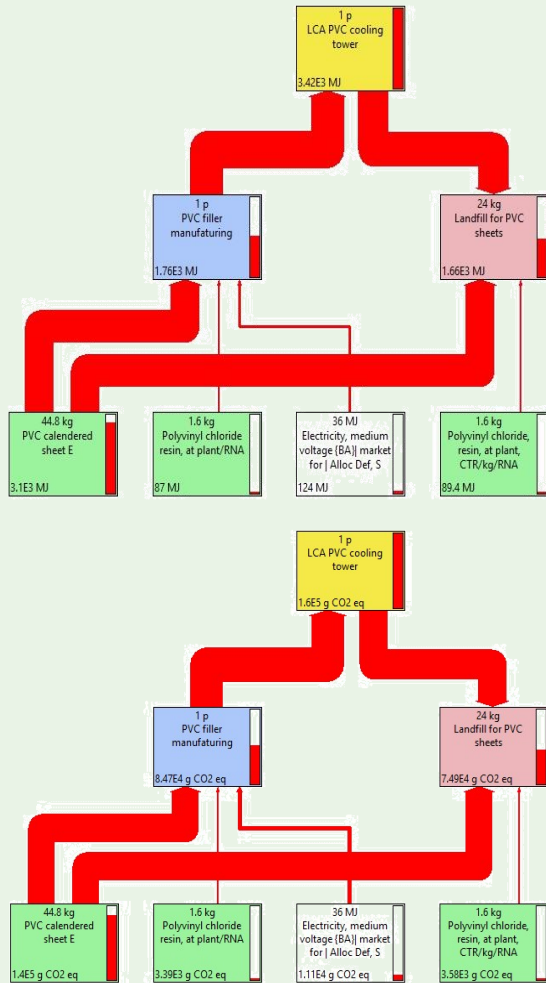 1 p
LCA PVC cooling
tower
3.42E3 MJ
1 p
PVC filler
manufaturing
1.76E3 MJ
24 kg
Landfill for PVC
sheets
1.66E3 MJ
44.8 kg
PVC calendered
sheet E
3.1E3 MJ
1.6 kg
Polyvinyl chloride
resin, at plant/RNA
87 MJ
36 MJ
Electricity, medium
voltage {BA}| market
for | Alloc Def, S
124 MJ
1.6 kg
Polyvinyl chloride,
resin, at plant,
CTR/kg/RNA
89.4 MJ
1 p
LCA PVC cooling
tower
1.6E5 g CO2 eq
1 p
PVC filler
manufaturing
8.47E4 g CO2 eq
24 kg
Landfill for PVC
sheets
7.49E4 g CO2 eq
44.8 kg
PVC calendered
sheet E
1.4E5 g CO2 eq
1.6 kg
Polyvinyl chloride
resin, at plant/RNA
3.39E3 g CO2 eq
36 MJ
Electricity, medium
voltage {BA}| market
for | Alloc Def, S
1.11E4 g CO2 eq
1.6 kg
Polyvinyl chloride,
resin, at plant,
CTR/kg/RNA
3.58E3 g CO2 eq